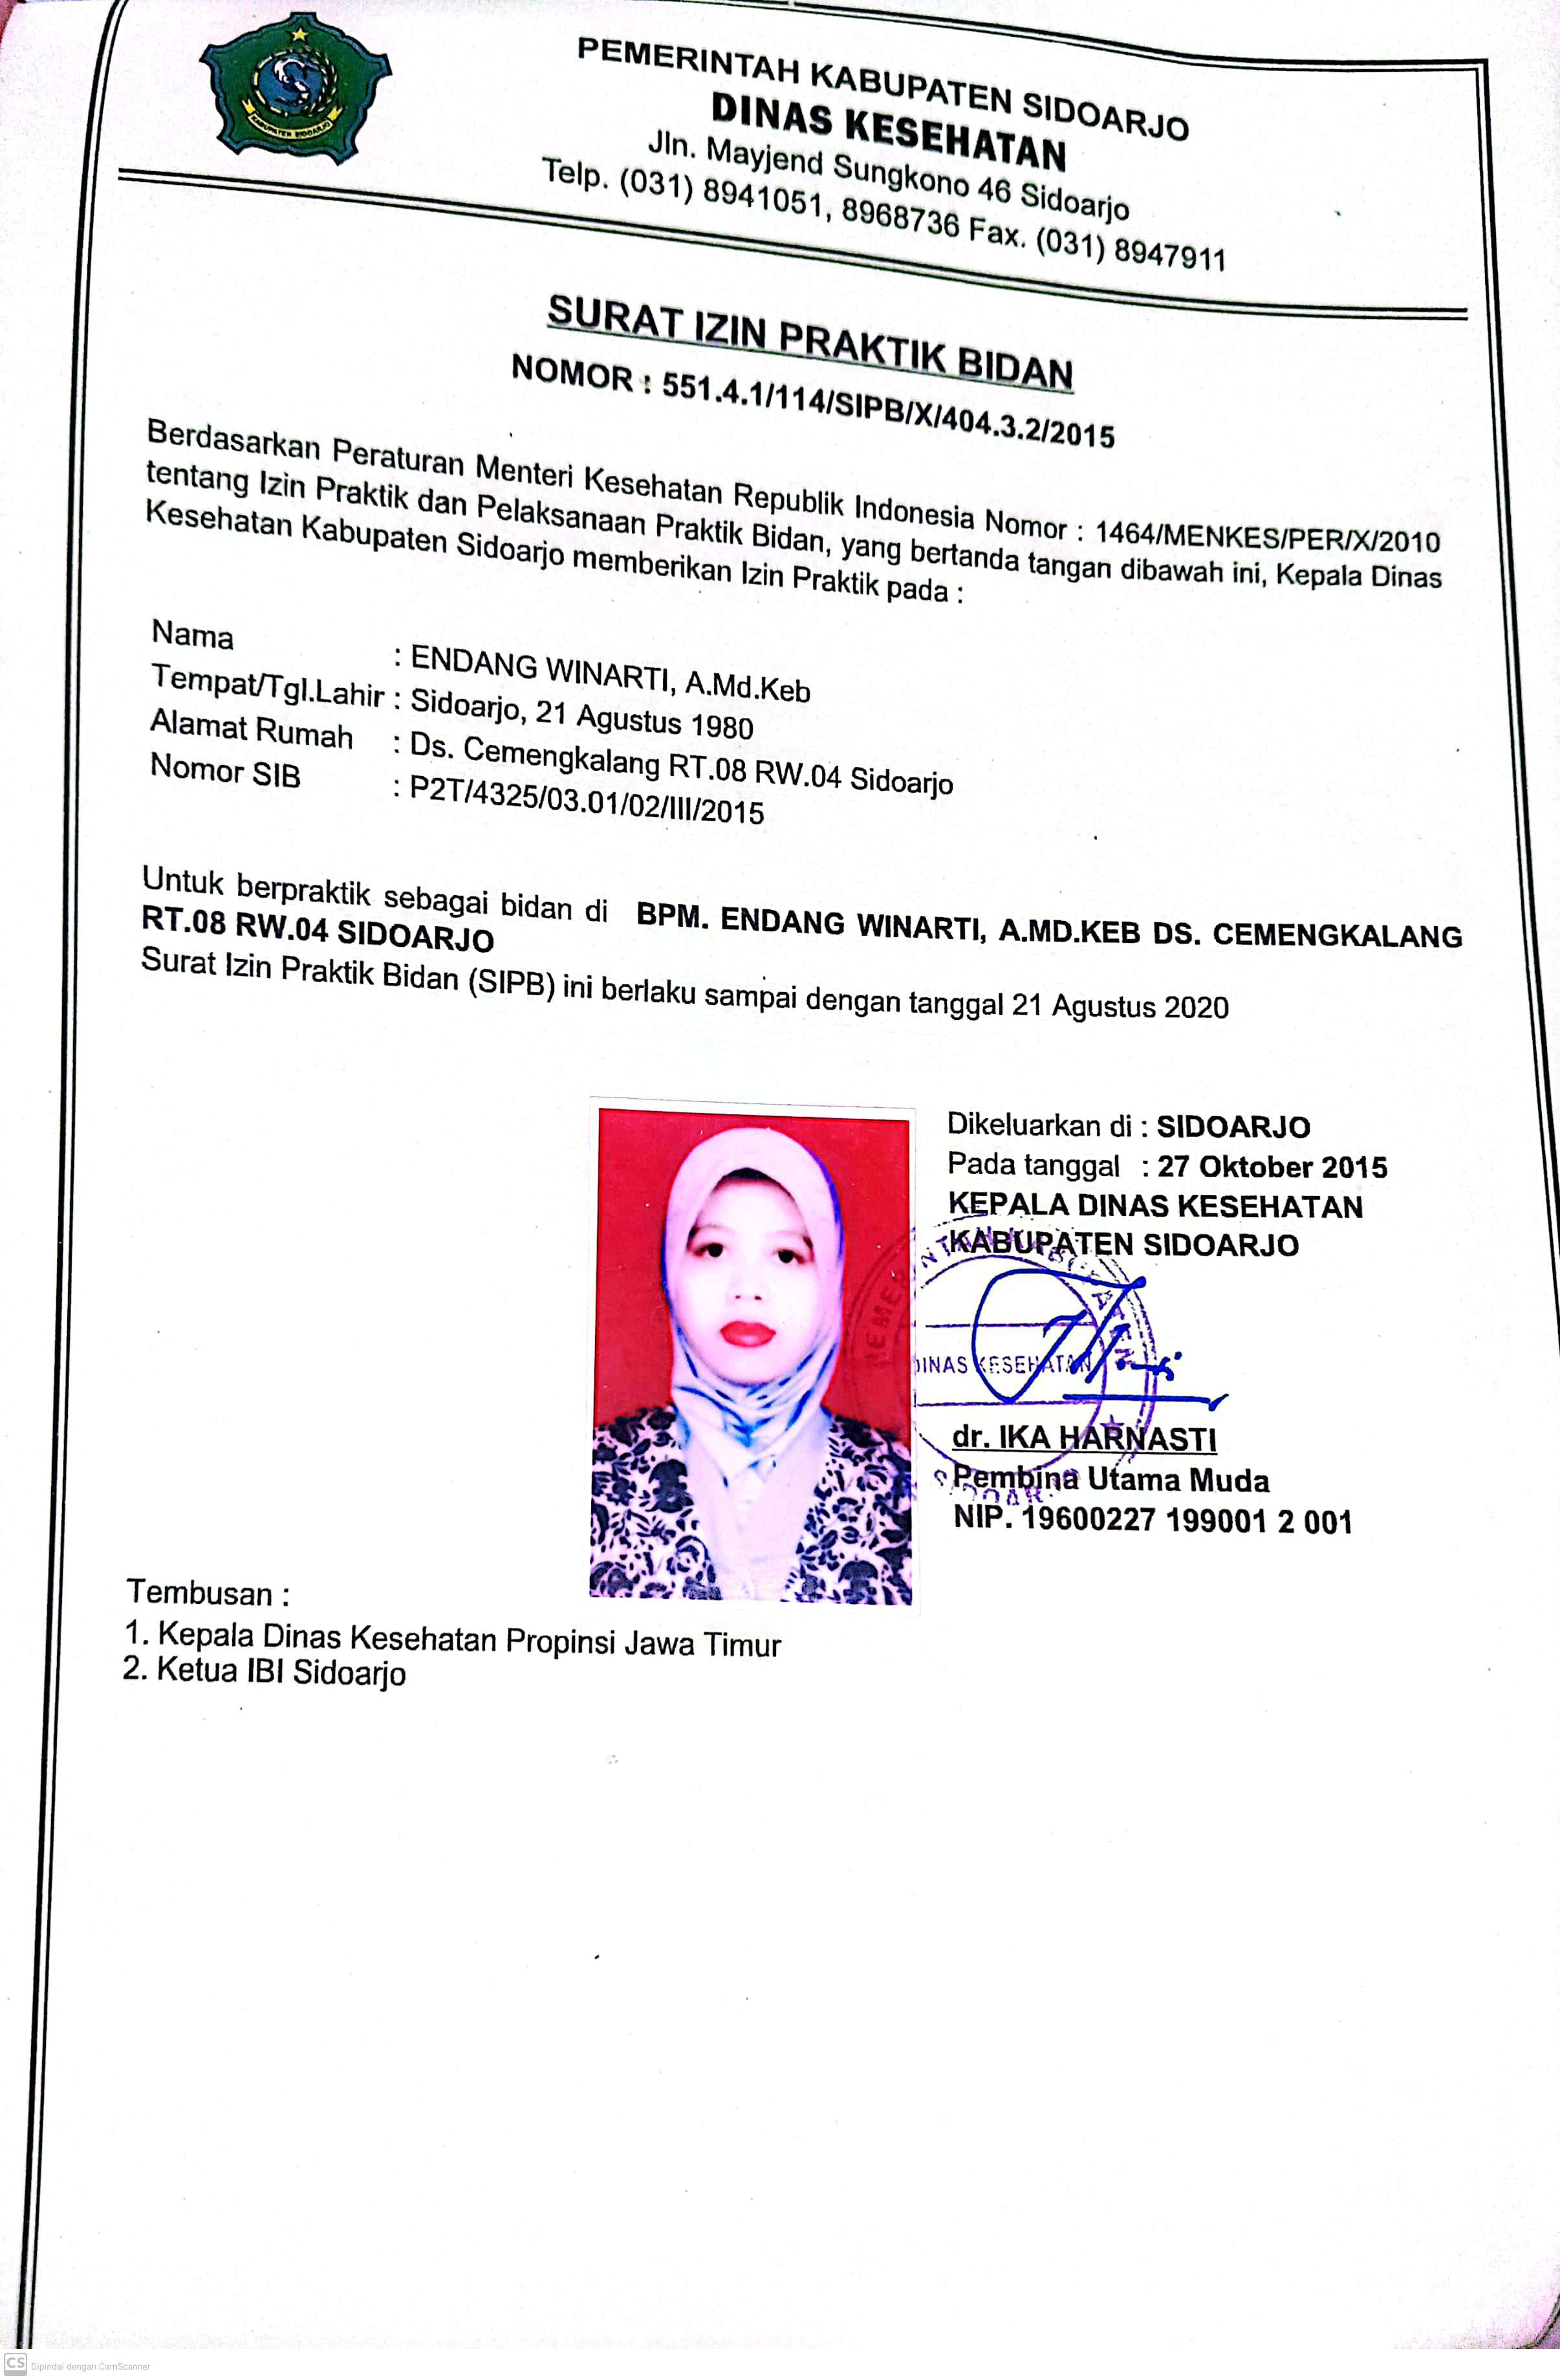 KABUPATEN SIDOARJO
PEMERINTAH KABUPATEN SIDOARJO
DINAS KESEHATAN
Jln. Mayjend Sungkono 46 Sidoarjo
Telp. (031) 8941051, 8968736 Fax. (031) 8947911
SURAT IZIN PRAKTIK BIDAN
NOMOR : 551.4.1/114/SIPB/X/404.3.2/2015
Berdasarkan Peraturan Menteri Kesehatan Republik Indonesia Nomor : 1464/MENKES/PER/X/2010
tentang Izin Praktik dan Pelaksanaan Praktik Bidan, yang bertanda tangan dibawah ini, Kepala Dinas
Kesehatan Kabupaten Sidoarjo memberikan Izin Praktik pada :
Nama : ENDANG WINARTI, A.Md.Keb
Tempat/Tgl.Lahir : Sidoarjo, 21 Agustus 1980
Alamat Rumah : Ds. Cemengkalang RT.08 RW.04 Sidoarjo
Nomor SIB : P2T/4325/03.01/02/III/2015
Untuk berpraktik sebagai bidan di BPM. ENDANG WINARTI, A.MD.KEB DS. CEMENGKALANG
RT.08 RW.04 SIDOARJO
Surat Izin Praktik Bidan (SIPB) ini berlaku sampai dengan tanggal 21 Agustus 2020
Dikeluarkan di : SIDOARJO
Pada tanggal : 27 Oktober 2015
KEPALA DINAS KESEHATAN
KABUPATEN SIDOARJO
DINAS KESEHATAN
dr. IKA HARNASTI
Pembina Utama Muda
NIP. 19600227 199001 2 001
Tembusan :
1. Kepala Dinas Kesehatan Propinsi Jawa Timur
2. Ketua IBI Sidoarjo
CS Dipindai dengan CamScanner